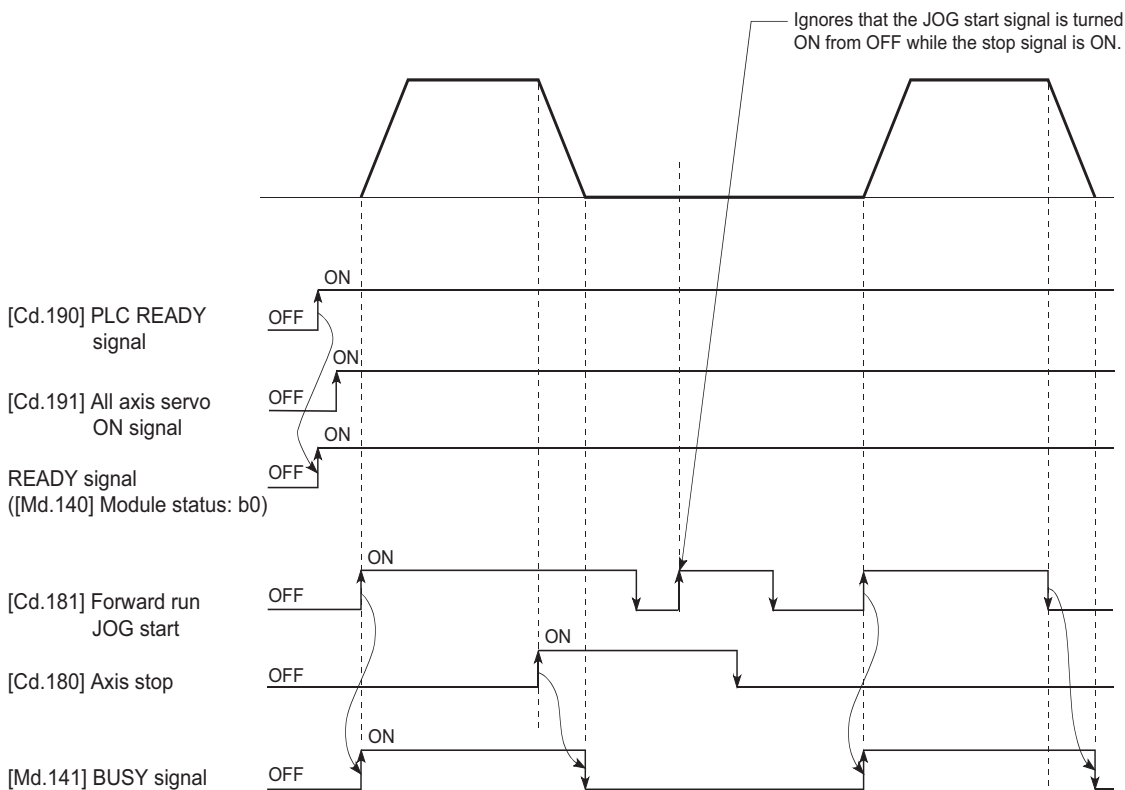 Ignores that the JOG start signal is turned
ON from OFF while the stop signal is ON.
ON
[Cd.190] PLC READY
signal
OFF
ON
[Cd.191] All axis servo
ON signal
OFF
ON
READY signal
([Md.140] Module status: b0)
OFF
ON
[Cd.181] Forward run
JOG start
OFF
ON
[Cd.180] Axis stop
OFF
ON
[Md.141] BUSY signal
OFF